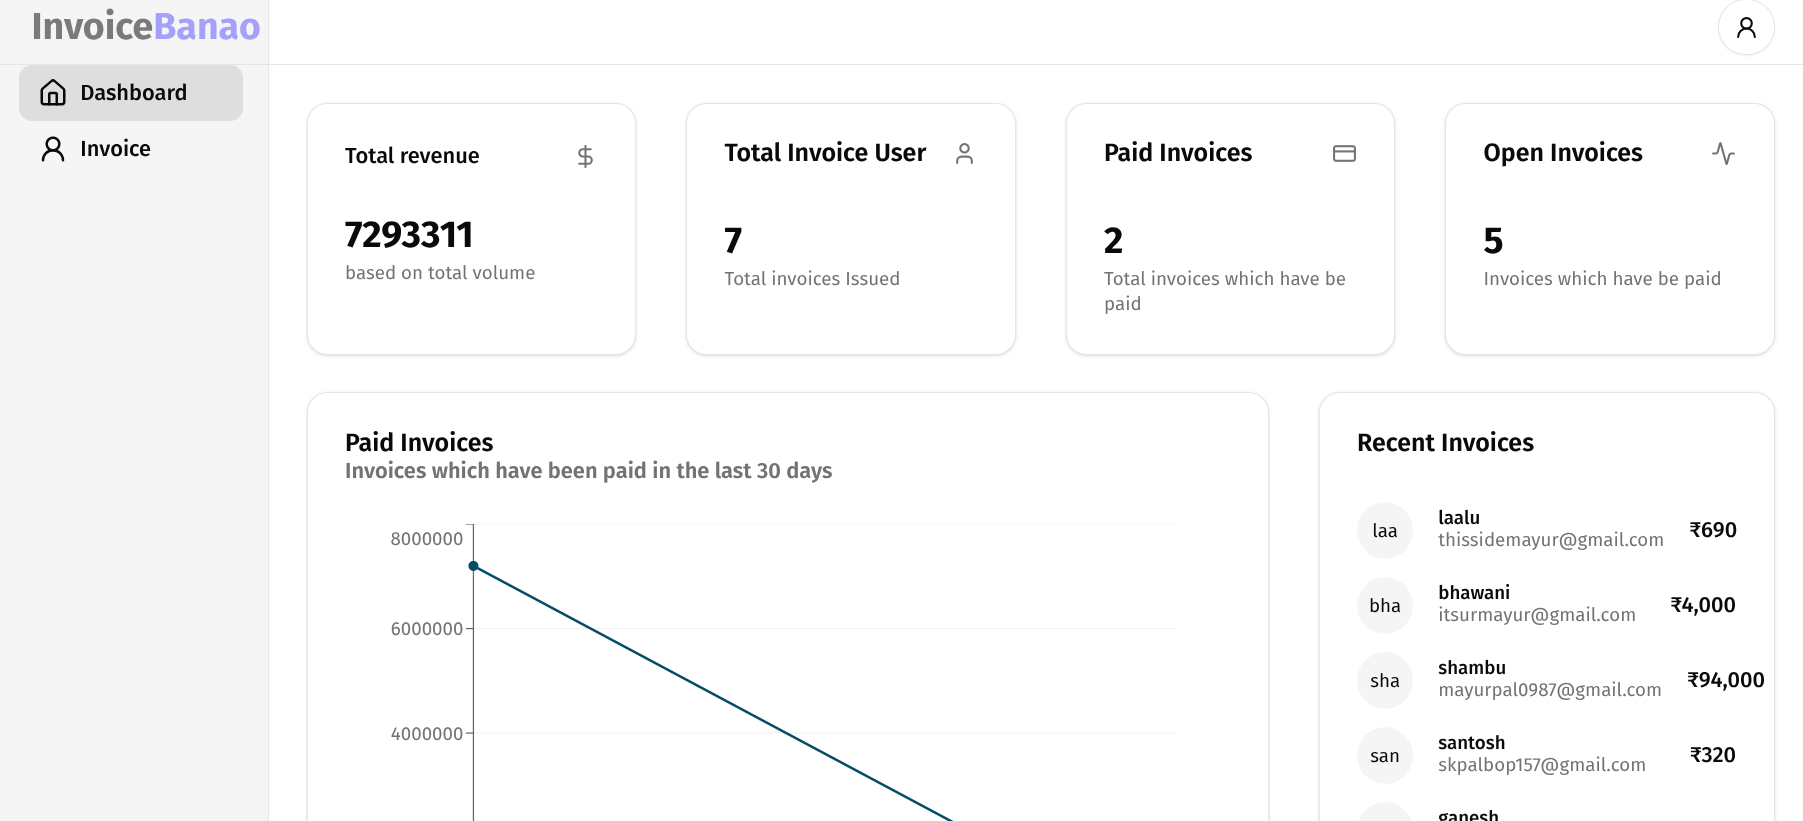 InvoiceBanao
Dashboard
Invoice
Total revenue
7293311
based on total volume
Total Invoice User
7
Total invoices Issued
Paid Invoices
2
Total invoices which have be
paid
Open Invoices
5
Invoices which have be paid
Paid Invoices
Invoices which have been paid in the last 30 days
8000000
6000000
4000000
Recent Invoices
laa
laalu
thissidemayur@gmail.com
₹690
bha
bhawani
itsurmayur@gmail.com
₹4,000
sha
shambu
mayurpal0987@gmail.com
₹94,000
san
santosh
skpalbop157@gmail.com
₹320
ganesh